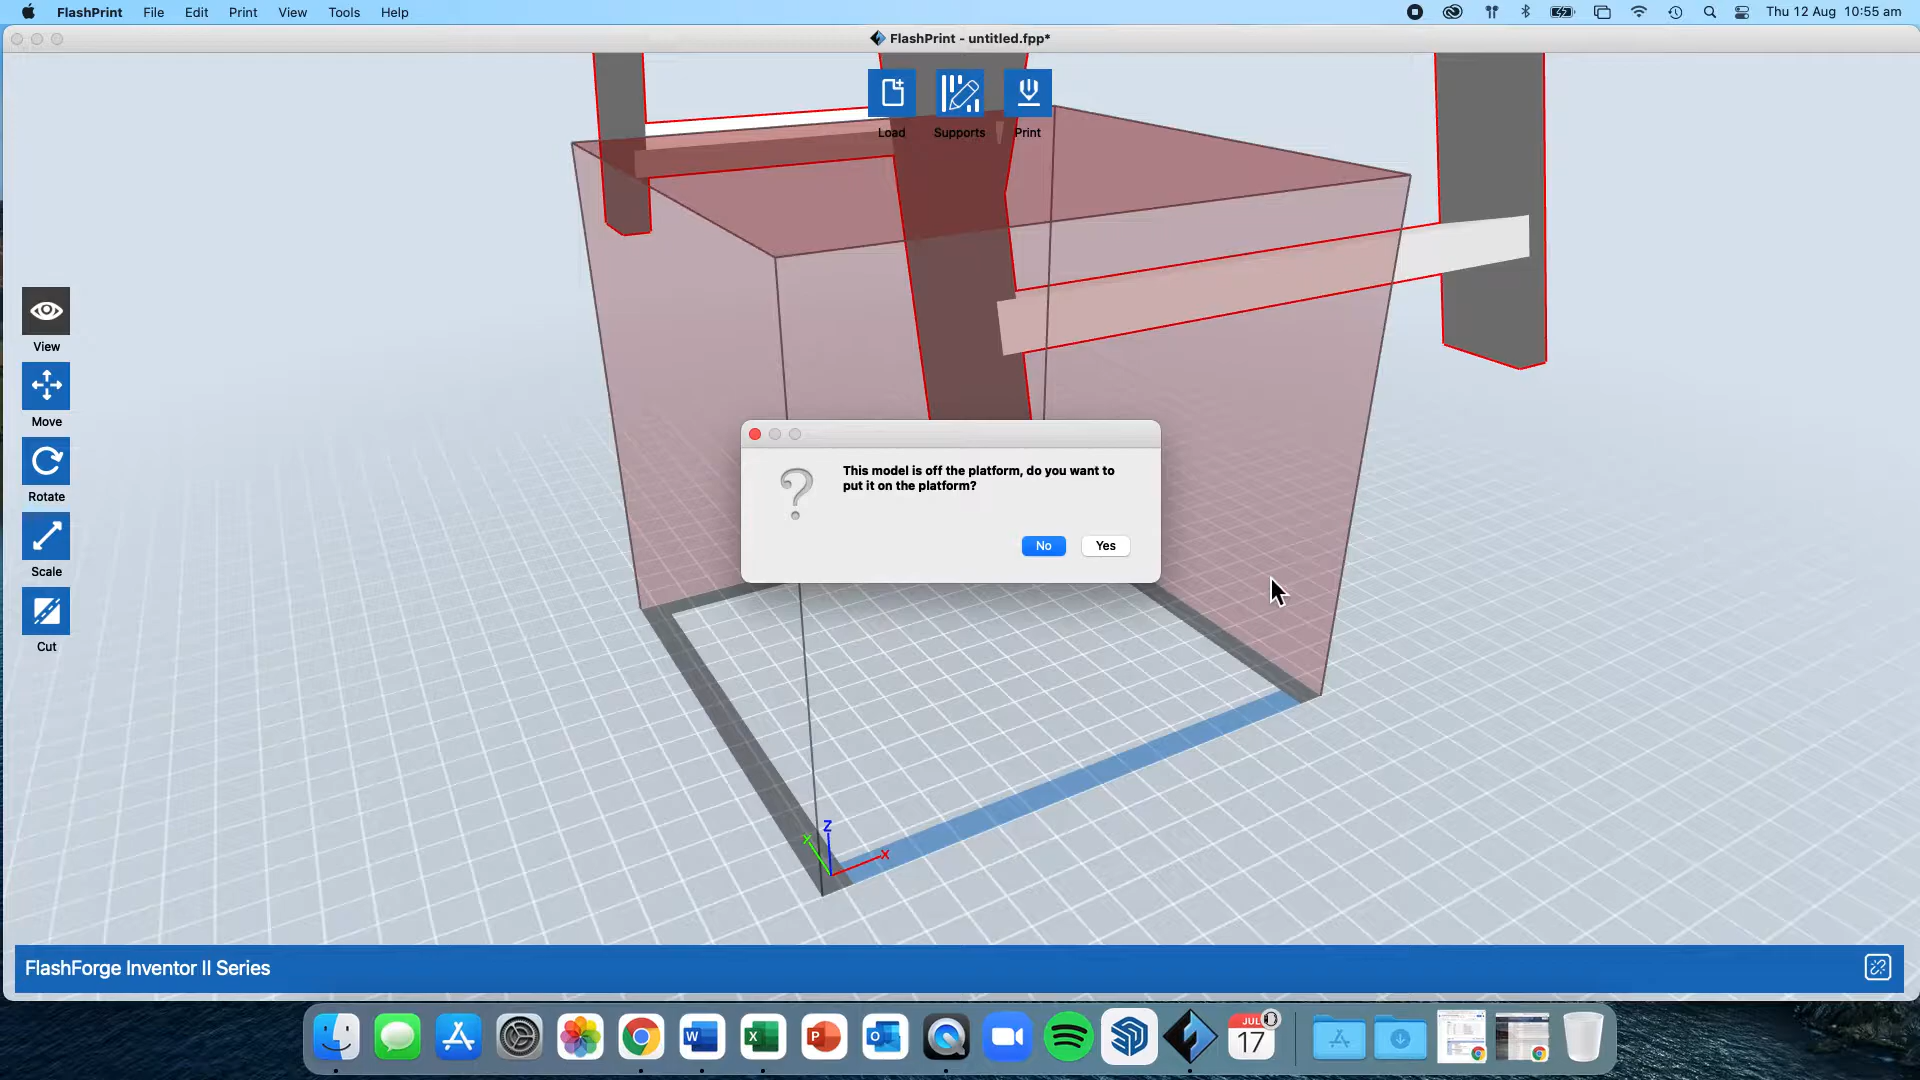 FlashPrint File Edit Print View Tools Help Thu 12 Aug 10:55 am
FlashPrint - untitled.fpp*
Load Supports Print
View
Move
Rotate
Scale
Cut
This model is off the platform, do you want to
put it on the platform?
No Yes
Z
Y
X
FlashForge Inventor II Series
W X P O JUL
17